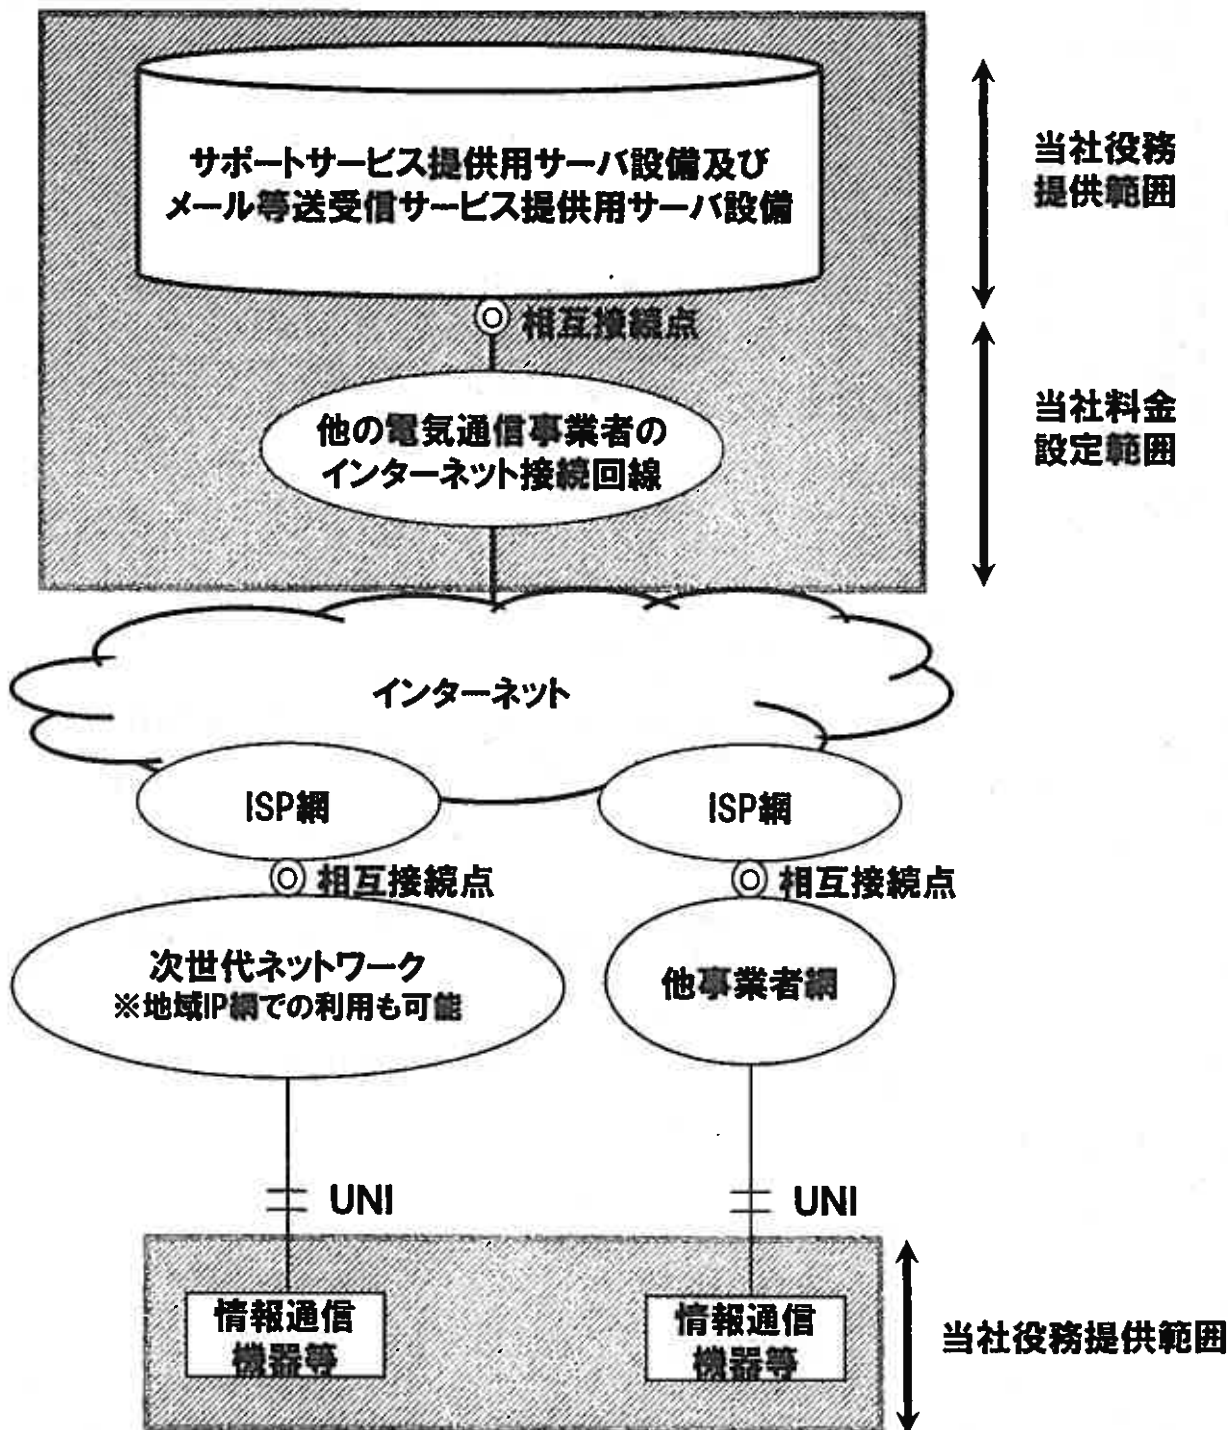 サポートサービス提供用サーバ設備及び
メール等送受信サービス提供用サーバ設備
当社役務
提供範囲
相互接続点
他の電気通信事業者の
インターネット接続回線
当社料金
設定範囲
インターネット
ISP網
ISP網
相互接続点
相互接続点
次世代ネットワーク
※地域IP網での利用も可能
他事業者網
UNI
UNI
情報通信
機器等
情報通信
機器等
当社役務提供範囲